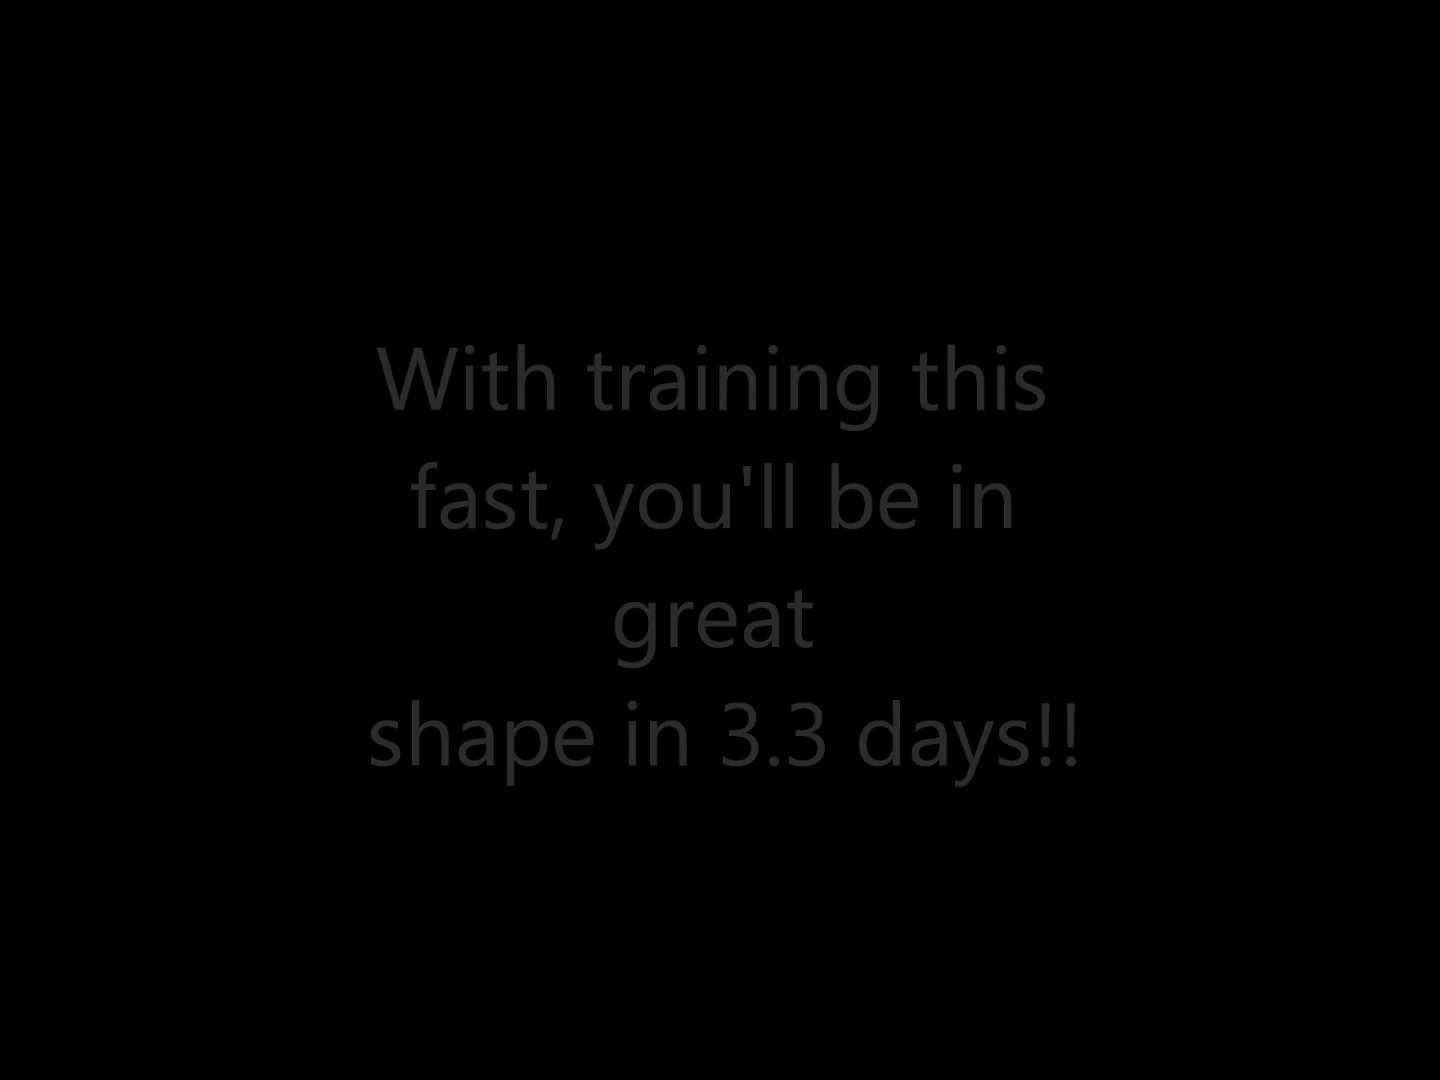 With training this
fast, you'll be in
great
shape in 3.3 days!!